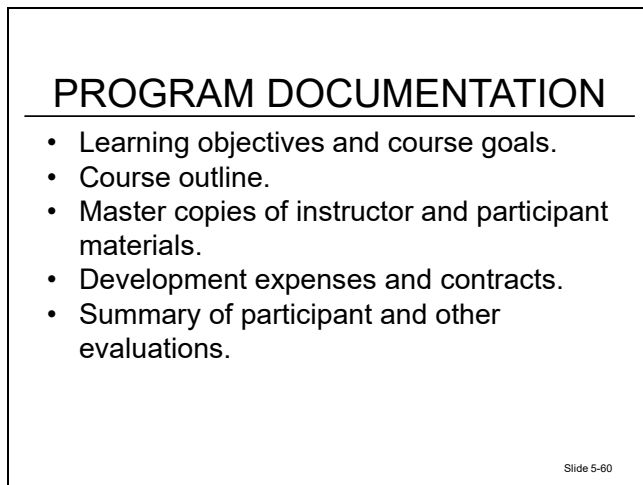 PROGRAM DOCUMENTATION
• Learning objectives and course goals.
• Course outline.
• Master copies of instructor and participant
materials.
• Development expenses and contracts.
• Summary of participant and other
evaluations.
Slide 5-60